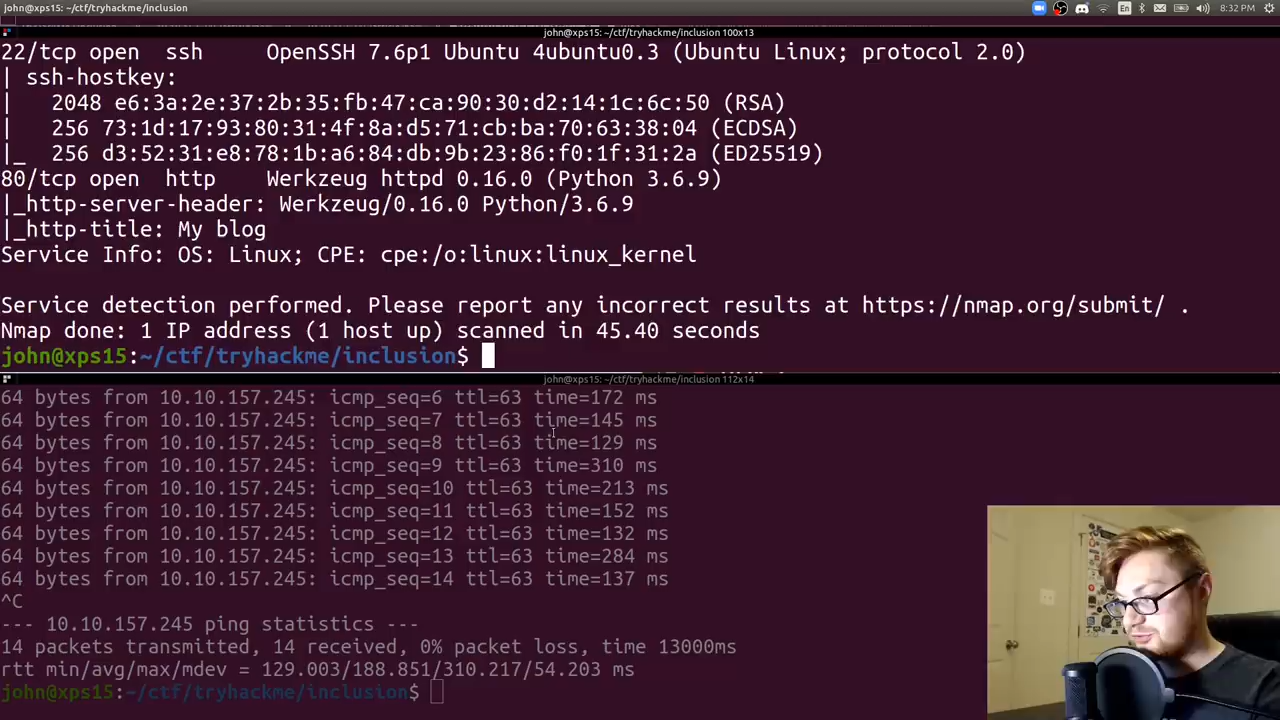 john@xps15: ~/ctf/tryhackme/inclusion
En
8:32 PM
john@xps15: ~/ctf/tryhackme/inclusion 100x13
22/tcp open  ssh     OpenSSH 7.6p1 Ubuntu 4ubuntu0.3 (Ubuntu Linux; protocol 2.0)
| ssh-hostkey:
|   2048 e6:3a:2e:37:2b:35:fb:47:ca:90:30:d2:14:1c:6c:50 (RSA)
|   256 73:1d:17:93:80:31:4f:8a:d5:71:cb:ba:70:63:38:04 (ECDSA)
|_  256 d3:52:31:e8:78:1b:a6:84:db:9b:23:86:f0:1f:31:2a (ED25519)
80/tcp open  http    Werkzeug httpd 0.16.0 (Python 3.6.9)
|_http-server-header: Werkzeug/0.16.0 Python/3.6.9
|_http-title: My blog
Service Info: OS: Linux; CPE: cpe:/o:linux:linux_kernel
Service detection performed. Please report any incorrect results at https://nmap.org/submit/ .
Nmap done: 1 IP address (1 host up) scanned in 45.40 seconds
john@xps15:~/ctf/tryhackme/inclusion$
john@xps15: ~/ctf/tryhackme/inclusion 112x14
64 bytes from 10.10.157.245: icmp_seq=6 ttl=63 time=172 ms
64 bytes from 10.10.157.245: icmp_seq=7 ttl=63 time=145 ms
64 bytes from 10.10.157.245: icmp_seq=8 ttl=63 time=129 ms
64 bytes from 10.10.157.245: icmp_seq=9 ttl=63 time=310 ms
64 bytes from 10.10.157.245: icmp_seq=10 ttl=63 time=213 ms
64 bytes from 10.10.157.245: icmp_seq=11 ttl=63 time=152 ms
64 bytes from 10.10.157.245: icmp_seq=12 ttl=63 time=132 ms
64 bytes from 10.10.157.245: icmp_seq=13 ttl=63 time=284 ms
64 bytes from 10.10.157.245: icmp_seq=14 ttl=63 time=137 ms
^C
--- 10.10.157.245 ping statistics ---
14 packets transmitted, 14 received, 0% packet loss, time 13000ms
rtt min/avg/max/mdev = 129.003/188.851/310.217/54.203 ms
john@xps15:~/ctf/tryhackme/inclusion$